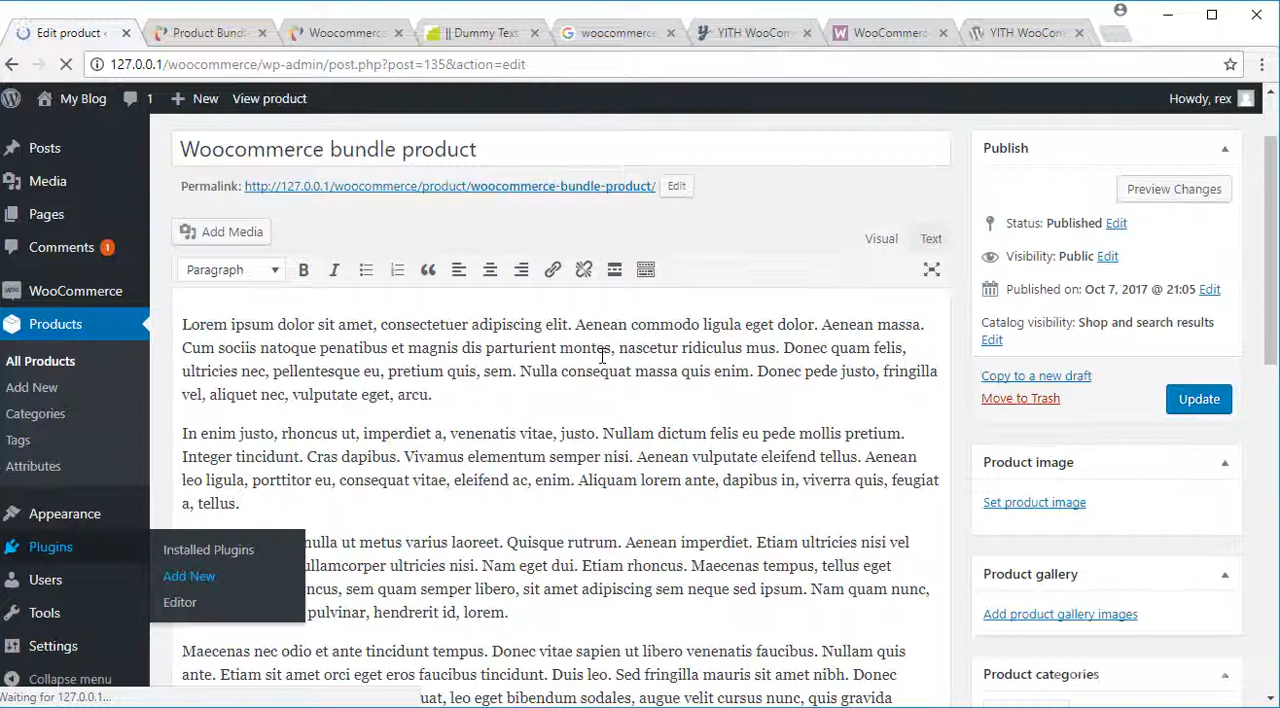 Edit product ‹
Product Bundl
Woocommerc
|| Dummy Text
woocommerce
YITH WooCom
WooCommerc
YITH WooCom
127.0.0.1/woocommerce/wp-admin/post.php?post=135&action=edit
My Blog
1
New
View product
Howdy, rex
Posts
Media
Pages
Comments 1
WooCommerce
Products
All Products
Add New
Categories
Tags
Attributes
Appearance
Plugins
Users
Tools
Settings
Collapse menu
Installed Plugins
Add New
Editor
Waiting for 127.0.0.1...
Woocommerce bundle product
Permalink: http://127.0.0.1/woocommerce/product/woocommerce-bundle-product/ Edit
Add Media
Visual
Text
Paragraph
Lorem ipsum dolor sit amet, consectetuer adipiscing elit. Aenean commodo ligula eget dolor. Aenean massa.
Cum sociis natoque penatibus et magnis dis parturient montes, nascetur ridiculus mus. Donec quam felis,
ultricies nec, pellentesque eu, pretium quis, sem. Nulla consequat massa quis enim. Donec pede justo, fringilla
vel, aliquet nec, vulputate eget, arcu.
In enim justo, rhoncus ut, imperdiet a, venenatis vitae, justo. Nullam dictum felis eu pede mollis pretium.
Integer tincidunt. Cras dapibus. Vivamus elementum semper nisi. Aenean vulputate eleifend tellus. Aenean
leo ligula, porttitor eu, consequat vitae, eleifend ac, enim. Aliquam lorem ante, dapibus in, viverra quis, feugiat
a, tellus.
nulla ut metus varius laoreet. Quisque rutrum. Aenean imperdiet. Etiam ultricies nisi vel
ullamcorper ultricies nisi. Nam eget dui. Etiam rhoncus. Maecenas tempus, tellus eget
rhoncus, sem quam semper libero, sit amet adipiscing sem neque sed ipsum. Nam quam nunc,
pulvinar, hendrerit id, lorem.
Maecenas nec odio et ante tincidunt tempus. Donec vitae sapien ut libero venenatis faucibus. Nullam quis
ante. Etiam sit amet orci eget eros faucibus tincidunt. Duis leo. Sed fringilla mauris sit amet nibh. Donec
quat, leo eget bibendum sodales, augue velit cursus nunc, quis gravida
Publish
Preview Changes
Status: Published Edit
Visibility: Public Edit
Published on: Oct 7, 2017 @ 21:05 Edit
Catalog visibility: Shop and search results
Edit
Copy to a new draft
Move to Trash
Update
Product image
Set product image
Product gallery
Add product gallery images
Product categories